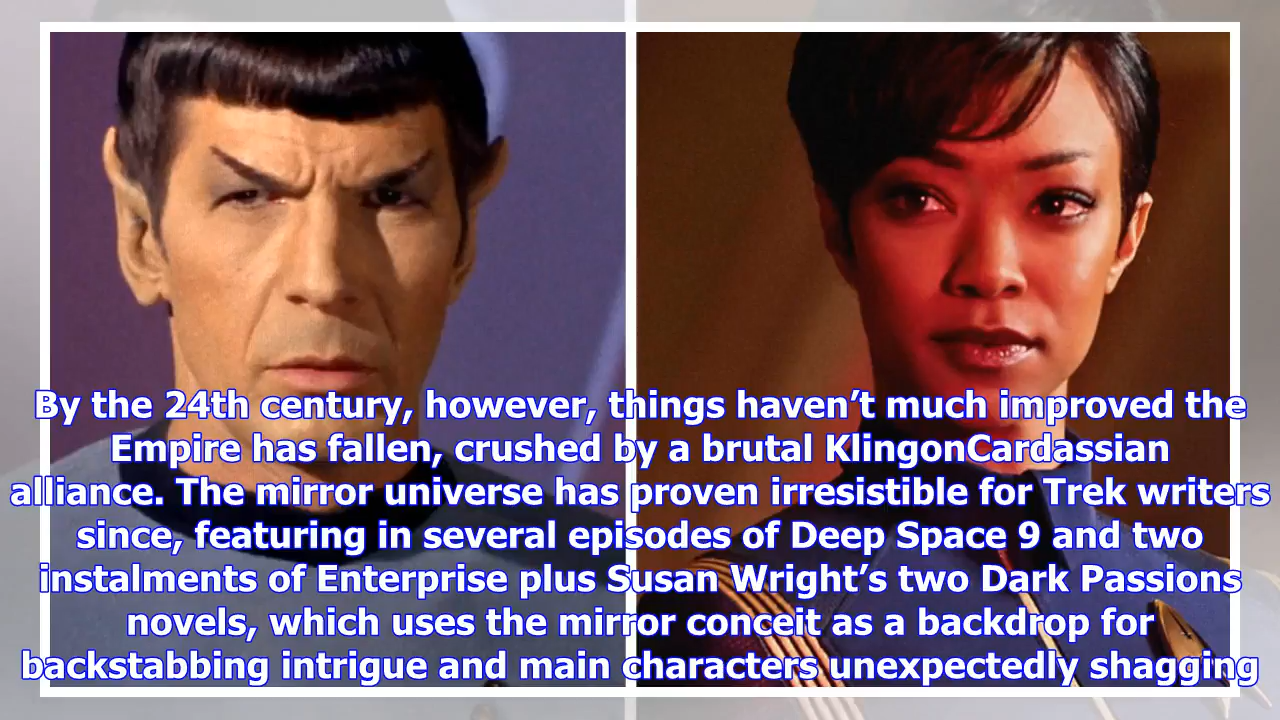 By the 24th century, however, things haven’t much improved the
Empire has fallen, crushed by a brutal KlingonCardassian
alliance. The mirror universe has proven irresistible for Trek writers
since, featuring in several episodes of Deep Space 9 and two
instalments of Enterprise plus Susan Wright’s two Dark Passions
novels, which uses the mirror conceit as a backdrop for
backstabbing intrigue and main characters unexpectedly shagging